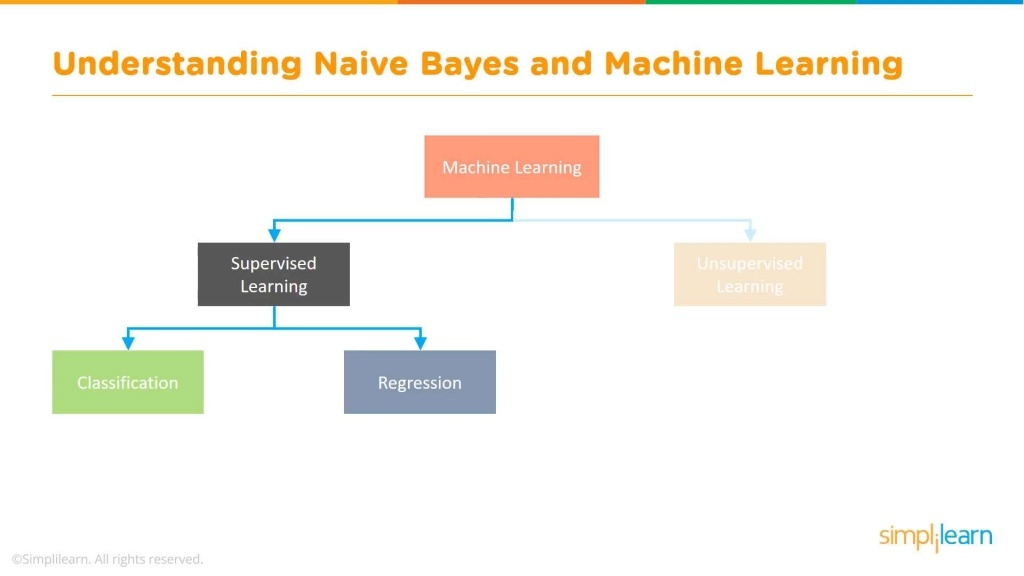 Understanding Naive Bayes and Machine Learning
Machine Learning
Supervised
Learning
Unsupervised
Learning
Classification
Regression
simplilearn
©Simplilearn. All rights reserved.